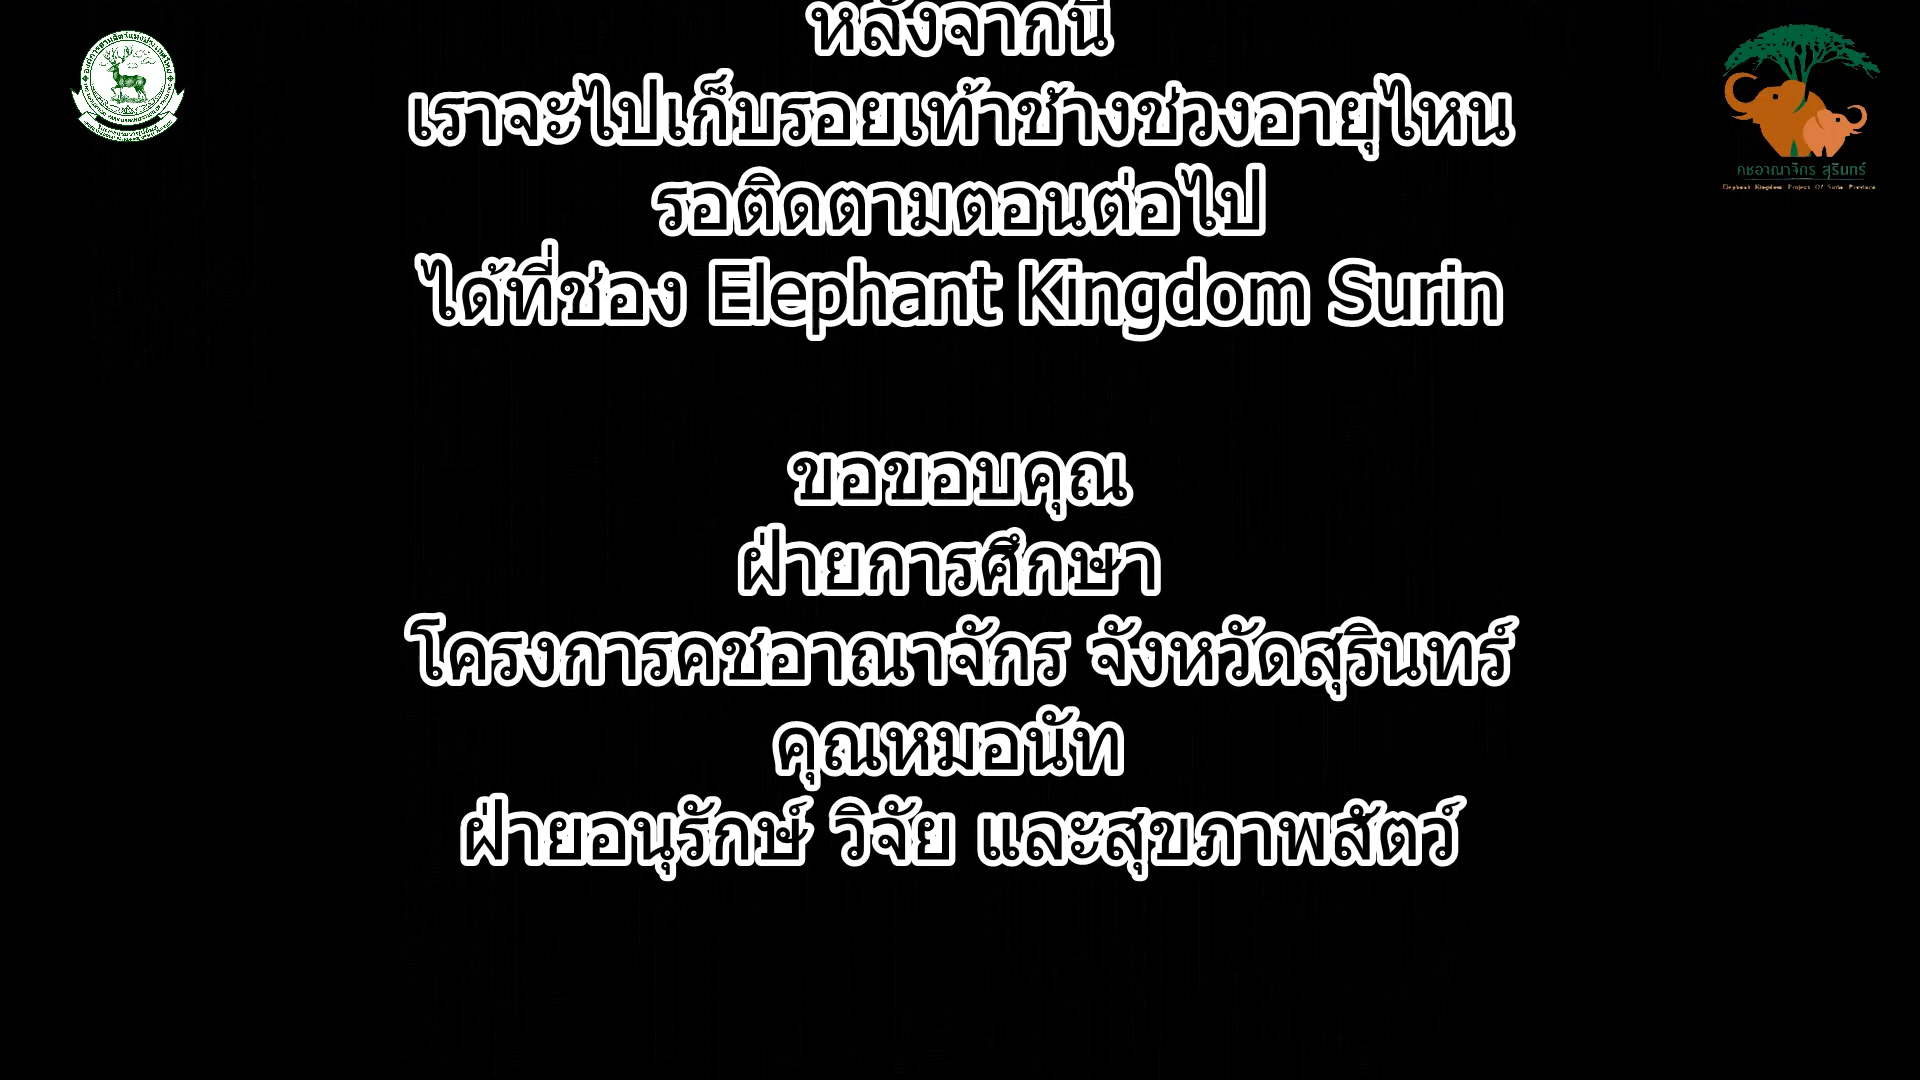 หลังจากนี้
เราจะไปเก็บรอยเท้าช้างช่วงอายุไหน
รอติดตามตอนต่อไป
ได้ที่ช่อง Elephant Kingdom Surin
ขอขอบคุณ
ฝ่ายการศึกษา
โครงการคชอาณาจักร จังหวัดสุรินทร์
คุณหมอนัท
ฝ่ายอนุรักษ์ วิจัย และสุขภาพสัตว์
คชอาณาจักร สุรินทร์
Elephant Kingdom Project Of Surin Province